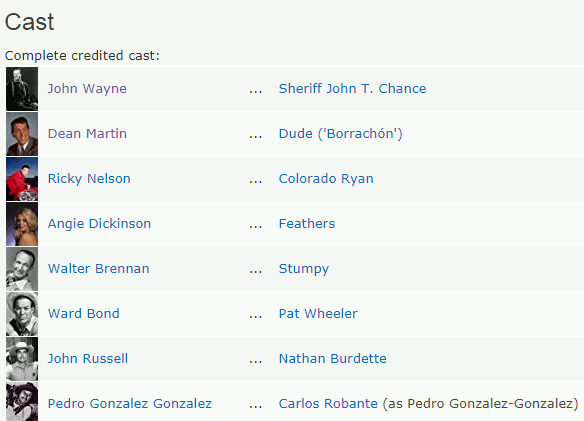 Cast
Complete credited cast:
John Wayne ... Sheriff John T. Chance
Dean Martin ... Dude ('Borrachón')
Ricky Nelson ... Colorado Ryan
Angie Dickinson ... Feathers
Walter Brennan ... Stumpy
Ward Bond ... Pat Wheeler
John Russell ... Nathan Burdette
Pedro Gonzalez Gonzalez ... Carlos Robante (as Pedro Gonzalez-Gonzalez)